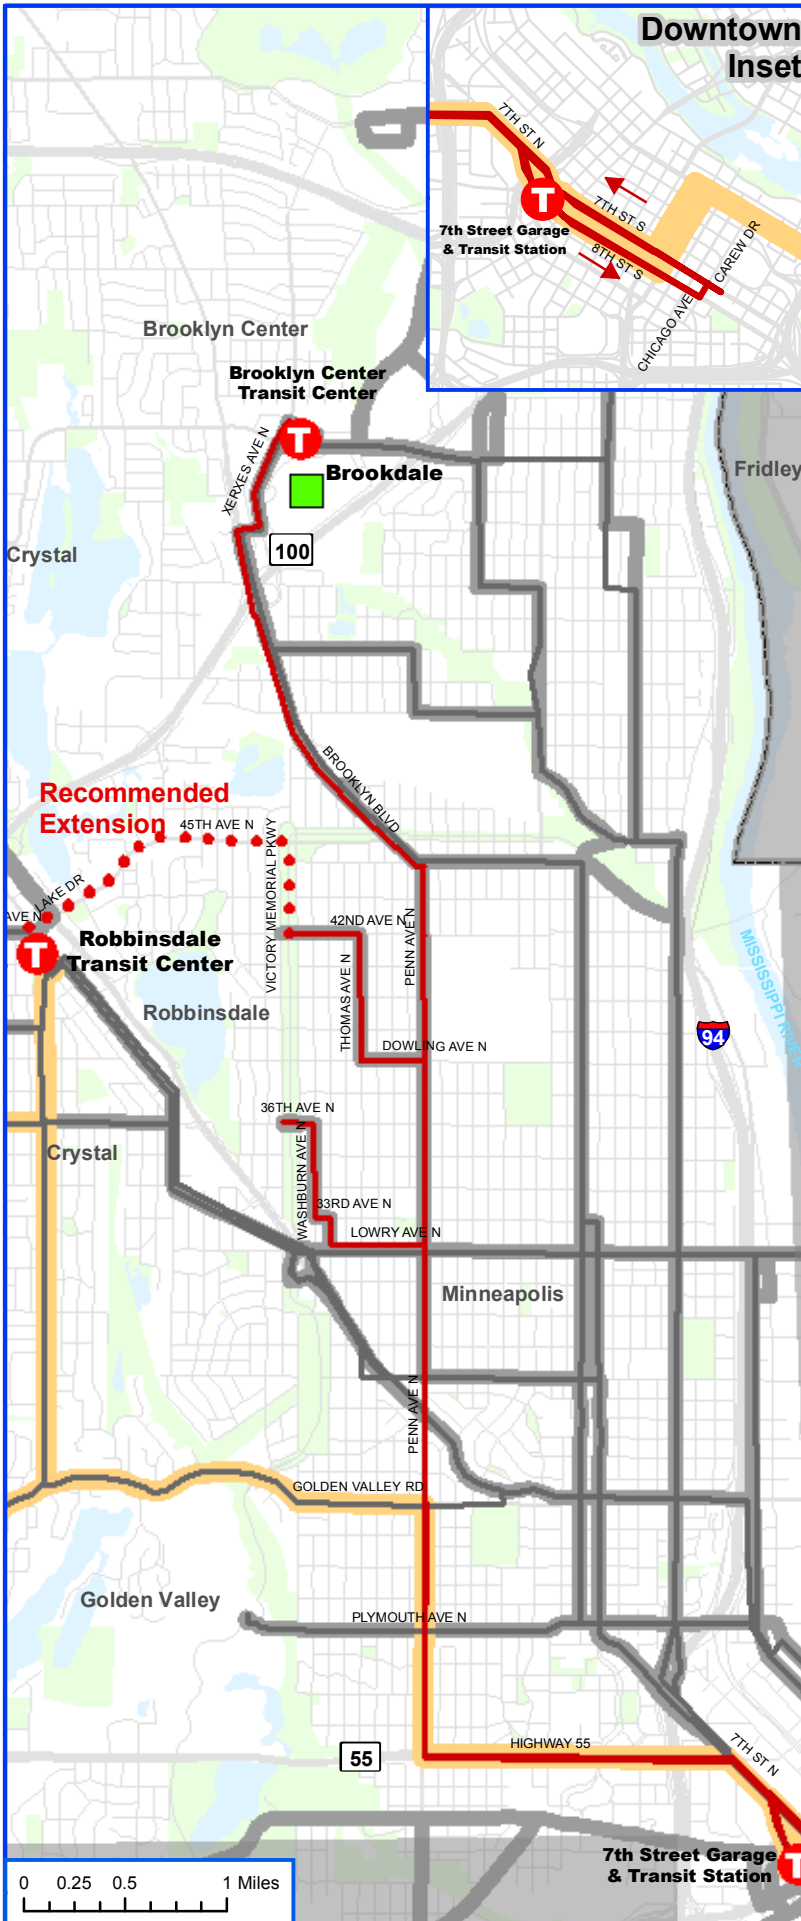 Downtown
Inset
7TH ST N
7TH ST S
7th Street Garage
& Transit Station
8TH ST S
CAREW DR
CHICAGO AVE
Brooklyn Center
Brooklyn Center
Transit Center
XERXES AVE N
Brookdale
Fridley
100
Crystal
BROOKLYN BLVD
Recommended
Extension
45TH AVE N
VICTORY MEMORIAL PKWY
LAKE DR
AVE N
42ND AVE N
PENN AVE N
Robbinsdale
Transit Center
THOMAS AVE N
MISSISSIPPI RIVER
Robbinsdale
94
DOWLING AVE N
36TH AVE N
Crystal
WASHBURN AVE N
33RD AVE N
LOWRY AVE N
Minneapolis
PENN AVE N
GOLDEN VALLEY RD
Golden Valley
PLYMOUTH AVE N
HIGHWAY 55
7TH ST N
55
7th Street Garage
& Transit Station
T
T
T
T
0 0.25 0.5 1 Miles